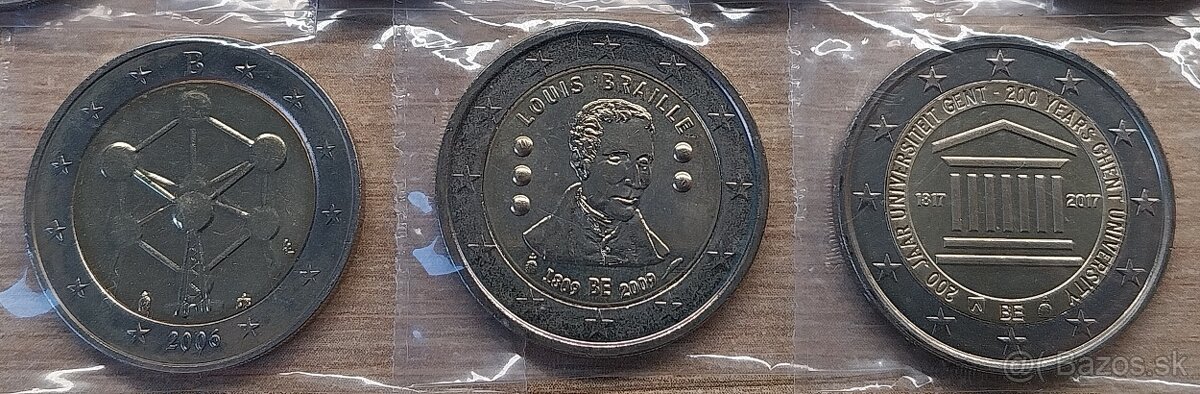 B
2006
LOUIS BRAILLE
1809 BE 2009
200 JAAR UNIVERSITEIT GENT - 200 YEARS GHENT UNIVERSITY
1817 2017
BE
Bazos.sk